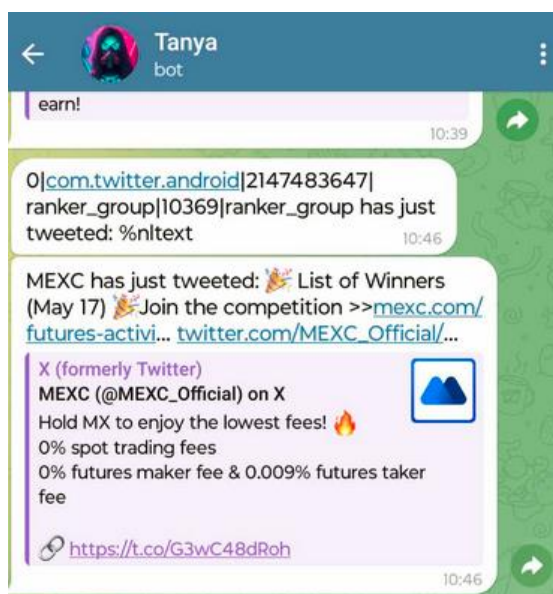 Tanya
bot
earn!
10:39
0|com.twitter.android|2147483647|
ranker_group|10369|ranker_group has just
tweeted: %nltext
10:46
MEXC has just tweeted: 🎉 List of Winners
(May 17) 🎉Join the competition >>mexc.com/
futures-activi... twitter.com/MEXC_Official/...
X (formerly Twitter)
MEXC (@MEXC_Official) on X
Hold MX to enjoy the lowest fees! 🔥
0% spot trading fees
0% futures maker fee & 0.009% futures taker
fee
🔗 https://t.co/G3wC48dRoh
10:46